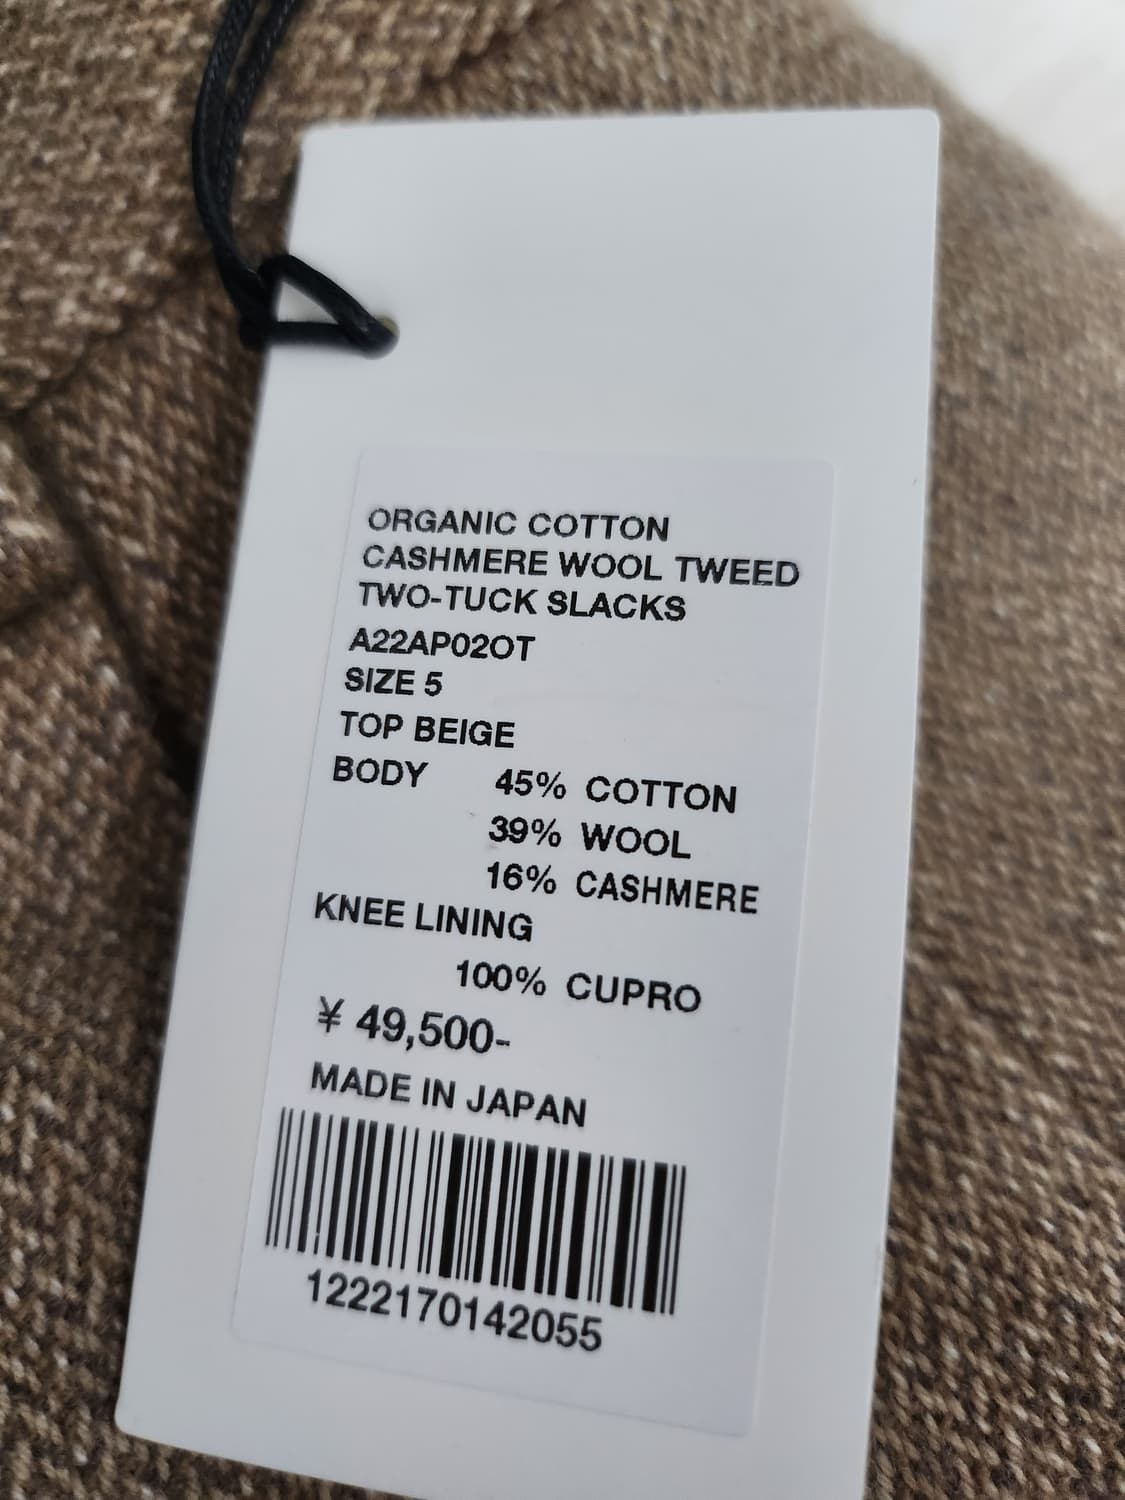 ORGANIC COTTON
CASHMERE WOOL TWEED
TWO-TUCK SLACKS
A22AP02OT
SIZE 5
TOP BEIGE
BODY 45% COTTON
39% WOOL
16% CASHMERE
KNEE LINING
100% CUPRO
¥ 49,500-
MADE IN JAPAN
1222170142055